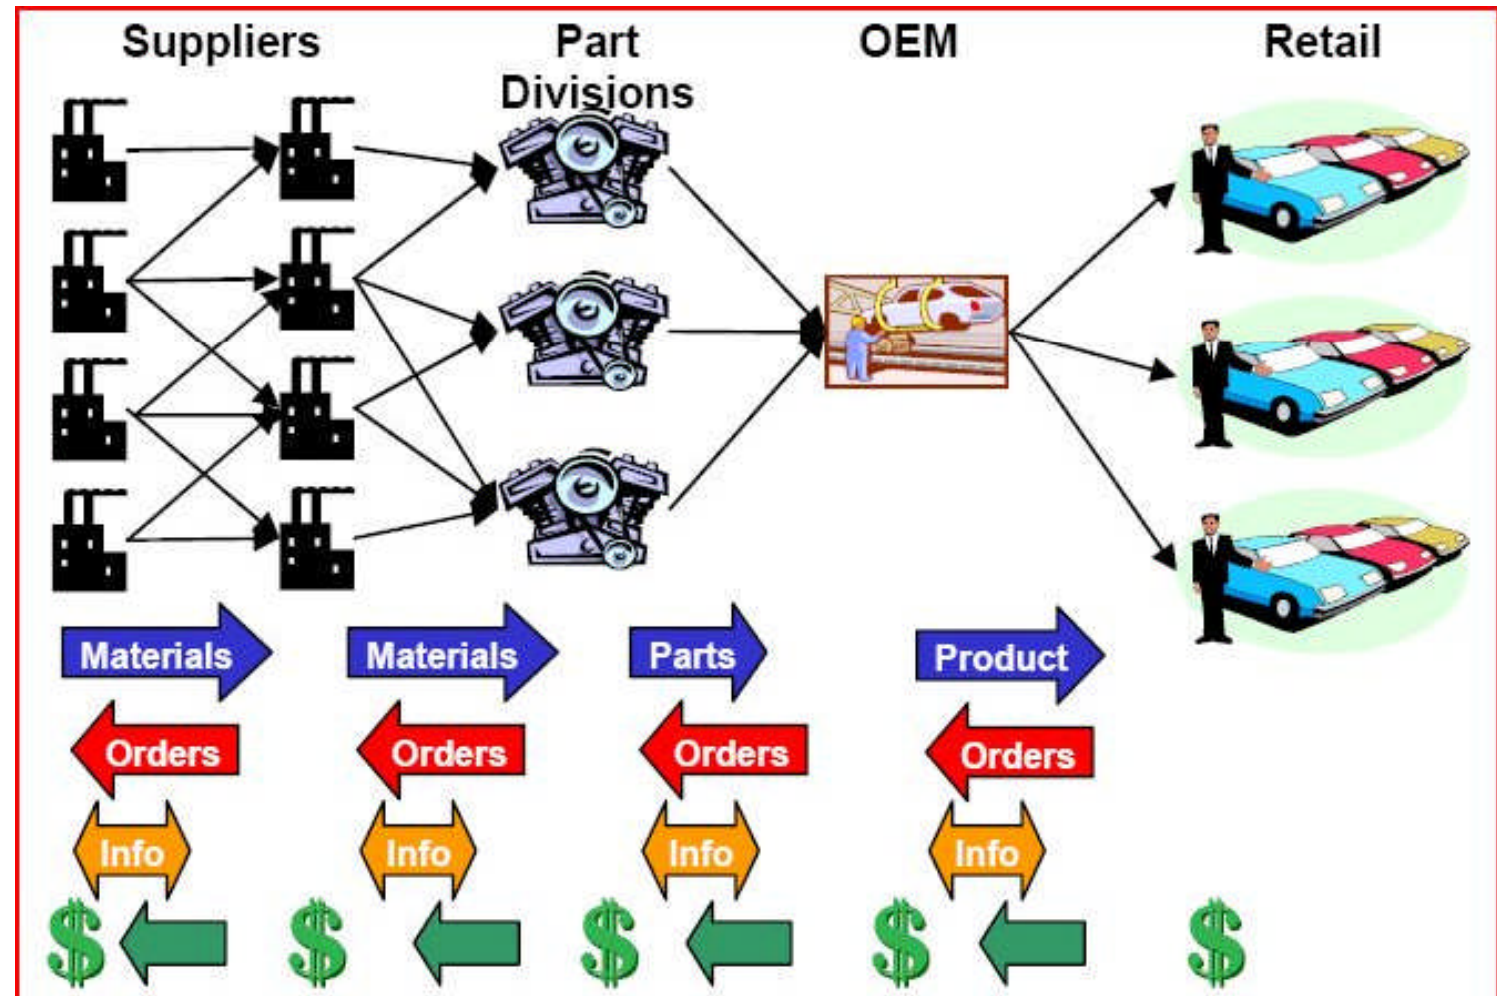 Suppliers
Part
Divisions
OEM
Retail
Materials
Materials
Parts
Product
Orders
Orders
Orders
Orders
Info
Info
Info
Info
$ $ $ $ $